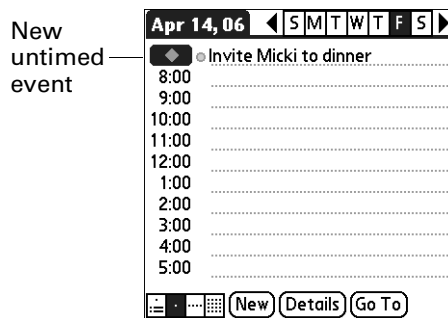 New
untimed
event
Apr 14, 06 S M T W T F S
Invite Micki to dinner
8:00
9:00
10:00
11:00
12:00
1:00
2:00
3:00
4:00
5:00
New Details Go To